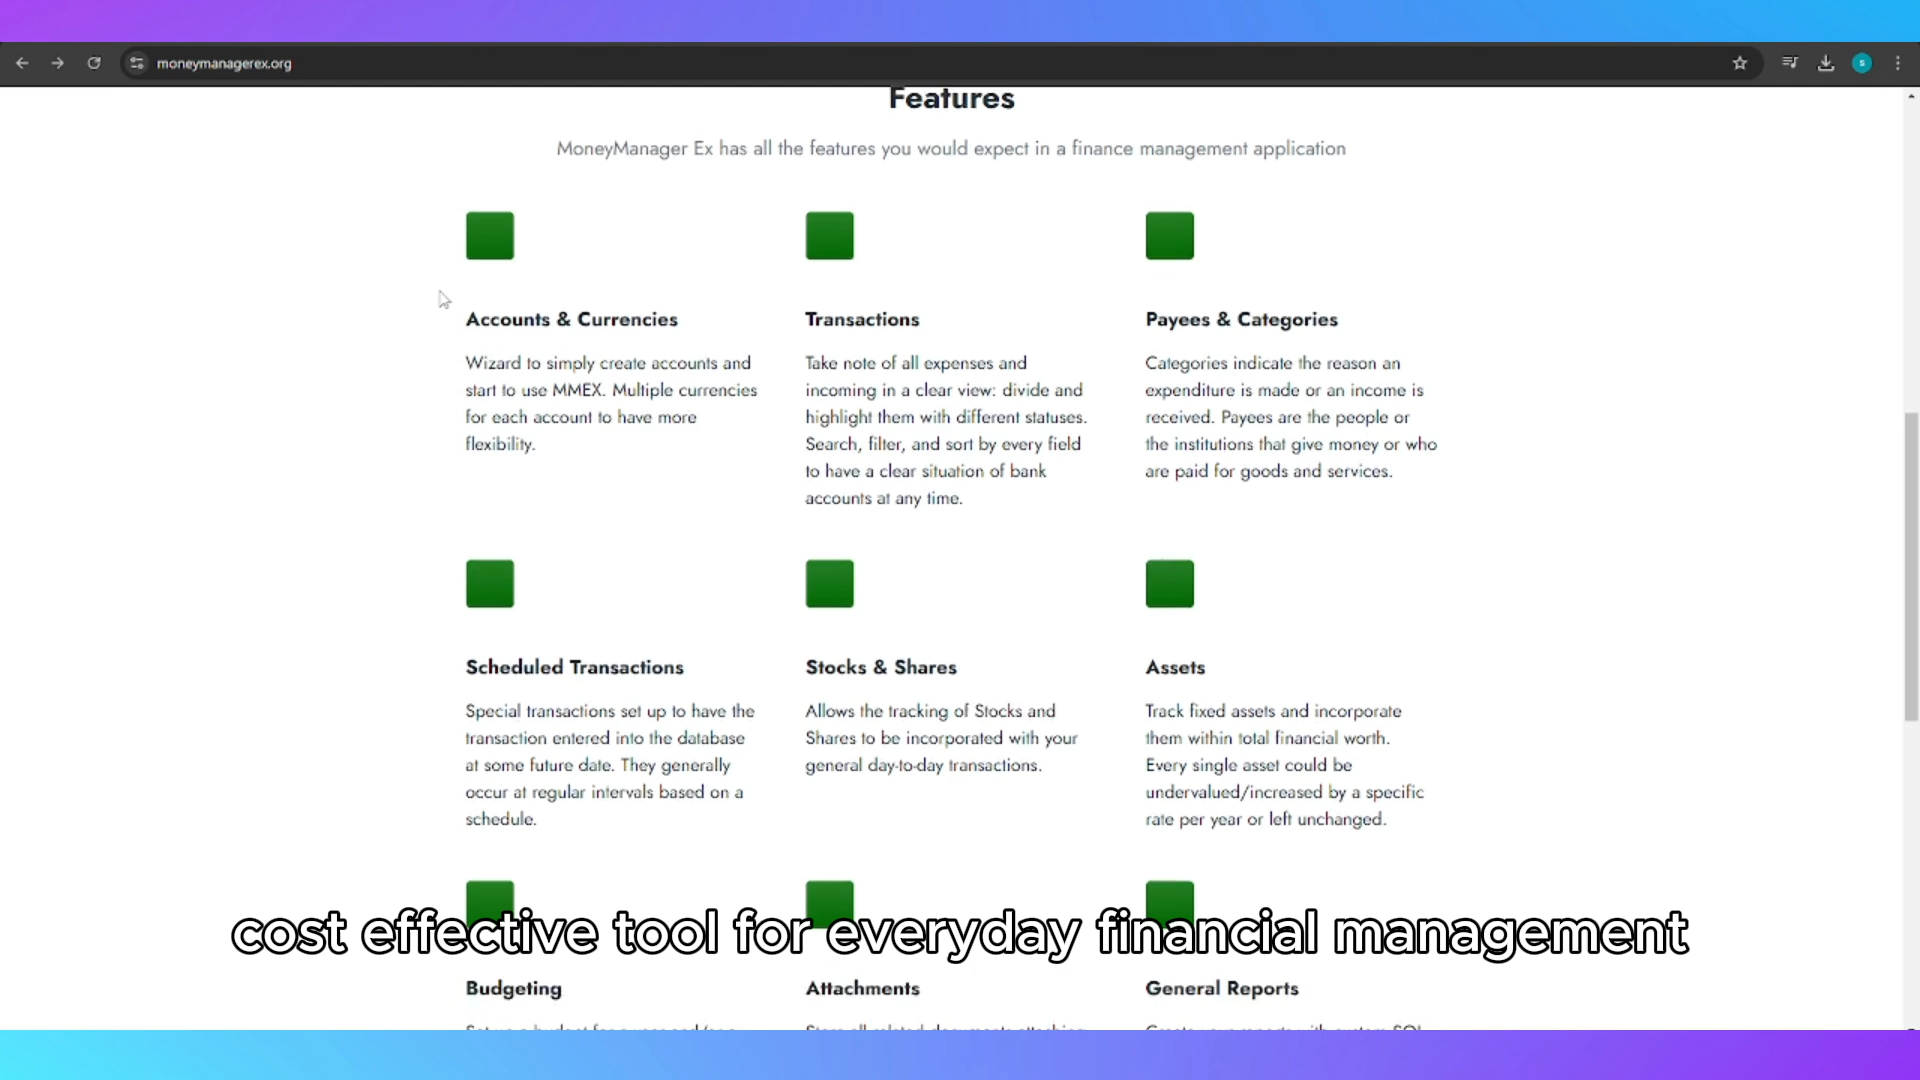 moneymanagerex.org
S
Features
MoneyManager Ex has all the features you would expect in a finance management application
Accounts & Currencies
Wizard to simply create accounts and
start to use MMEX. Multiple currencies
for each account to have more
flexibility.
Transactions
Take note of all expenses and
incoming in a clear view: divide and
highlight them with different statuses.
Search, filter, and sort by every field
to have a clear situation of bank
accounts at any time.
Payees & Categories
Categories indicate the reason an
expenditure is made or an income is
received. Payees are the people or
the institutions that give money or who
are paid for goods and services.
Scheduled Transactions
Special transactions set up to have the
transaction entered into the database
at some future date. They generally
occur at regular intervals based on a
schedule.
Stocks & Shares
Allows the tracking of Stocks and
Shares to be incorporated with your
general day-to-day transactions.
Assets
Track fixed assets and incorporate
them within total financial worth.
Every single asset could be
undervalued/increased by a specific
rate per year or left unchanged.
cost effective tool for everyday financial management
Budgeting
Attachments
General Reports